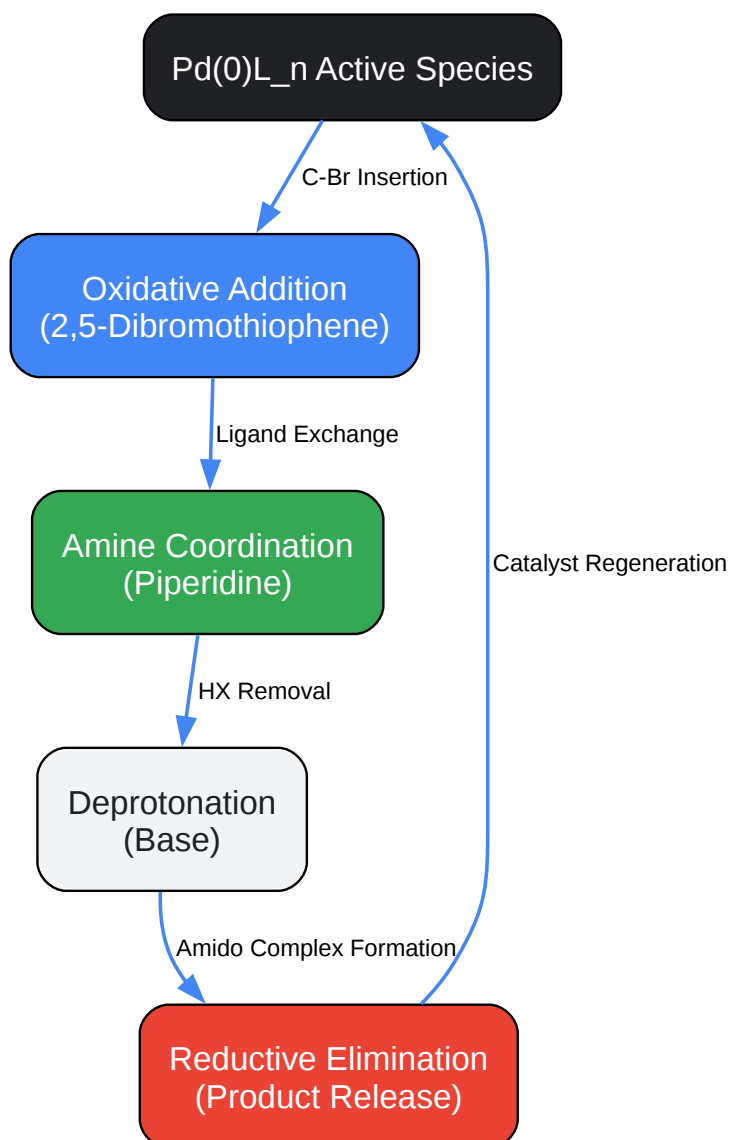 Pd(0)L_n Active Species
C-Br Insertion
Oxidative Addition
(2,5-Dibromothiophene)
Ligand Exchange
Amine Coordination
(Piperidine)
Catalyst Regeneration
HX Removal
Deprotonation
(Base)
Amido Complex Formation
Reductive Elimination
(Product Release)